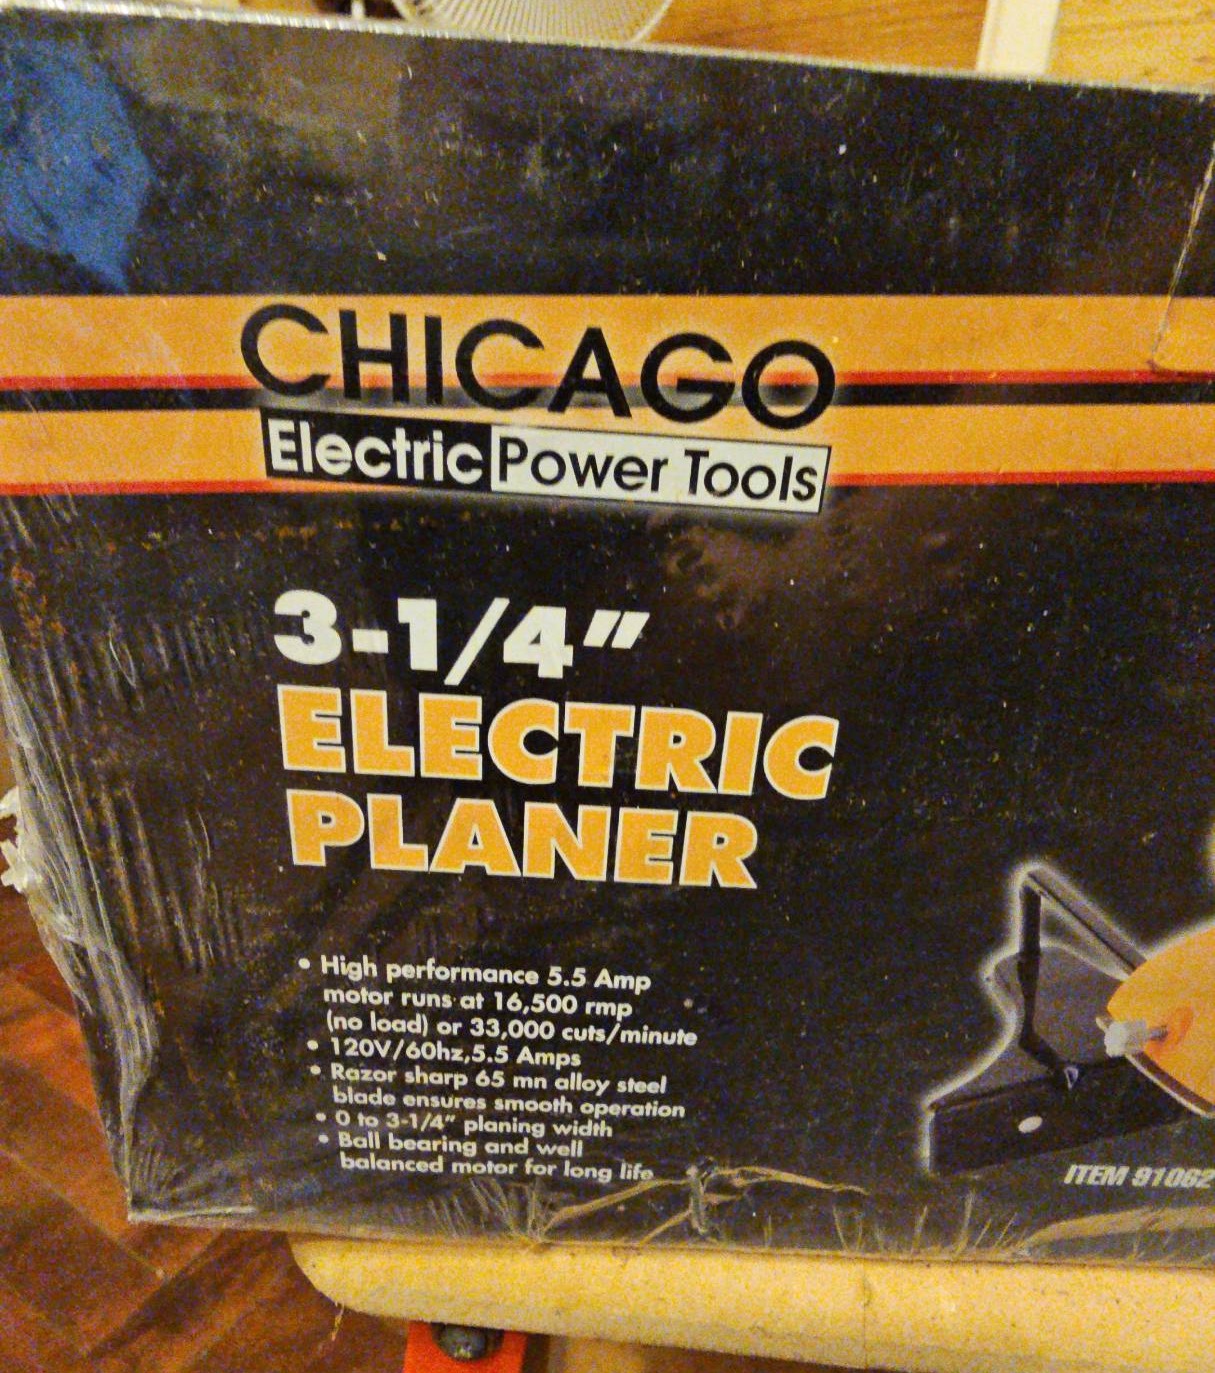 CHICAGO
Electric Power Tools
3-1/4"
ELECTRIC
PLANER
• High performance 5.5 Amp
motor runs at 16,500 rmp
(no load) or 33,000 cuts/minute
• 120V/60hz,5.5 Amps
• Razor sharp 65 mn alloy steel
blade ensures smooth operation
• 0 to 3-1/4" planing width
• Ball bearing and well
balanced motor for long life
ITEM 91062